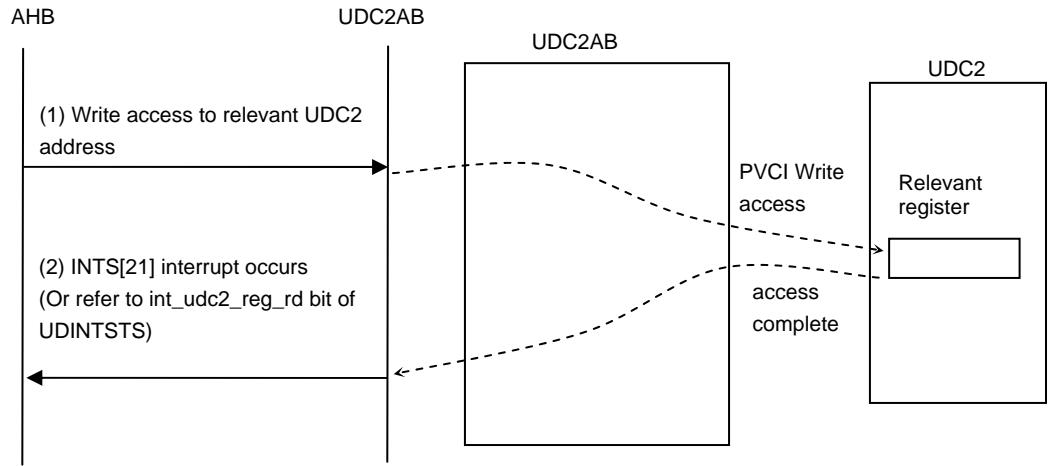 AHB
UDC2AB
UDC2AB
UDC2
(1) Write access to relevant UDC2
address
PVCI Write
access
Relevant
register
(2) INTS[21] interrupt occurs
(Or refer to int_udc2_reg_rd bit of
UDINTSTS)
access
complete